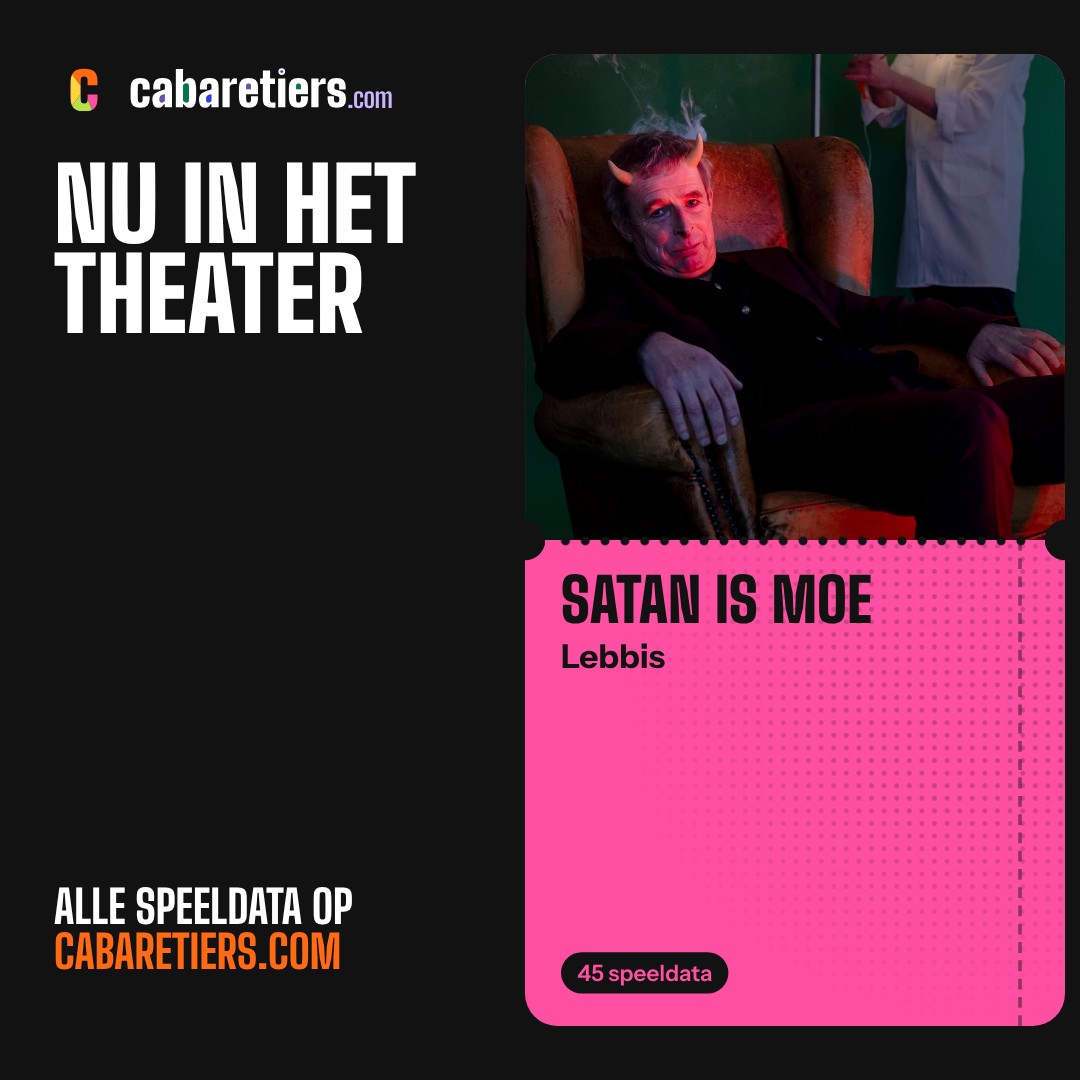 cabaretiers.com
NU IN HET
THEATER
SATAN IS MOE
Lebbis
45 speeldata
ALLE SPEELDATA OP
CABARETIERS.COM